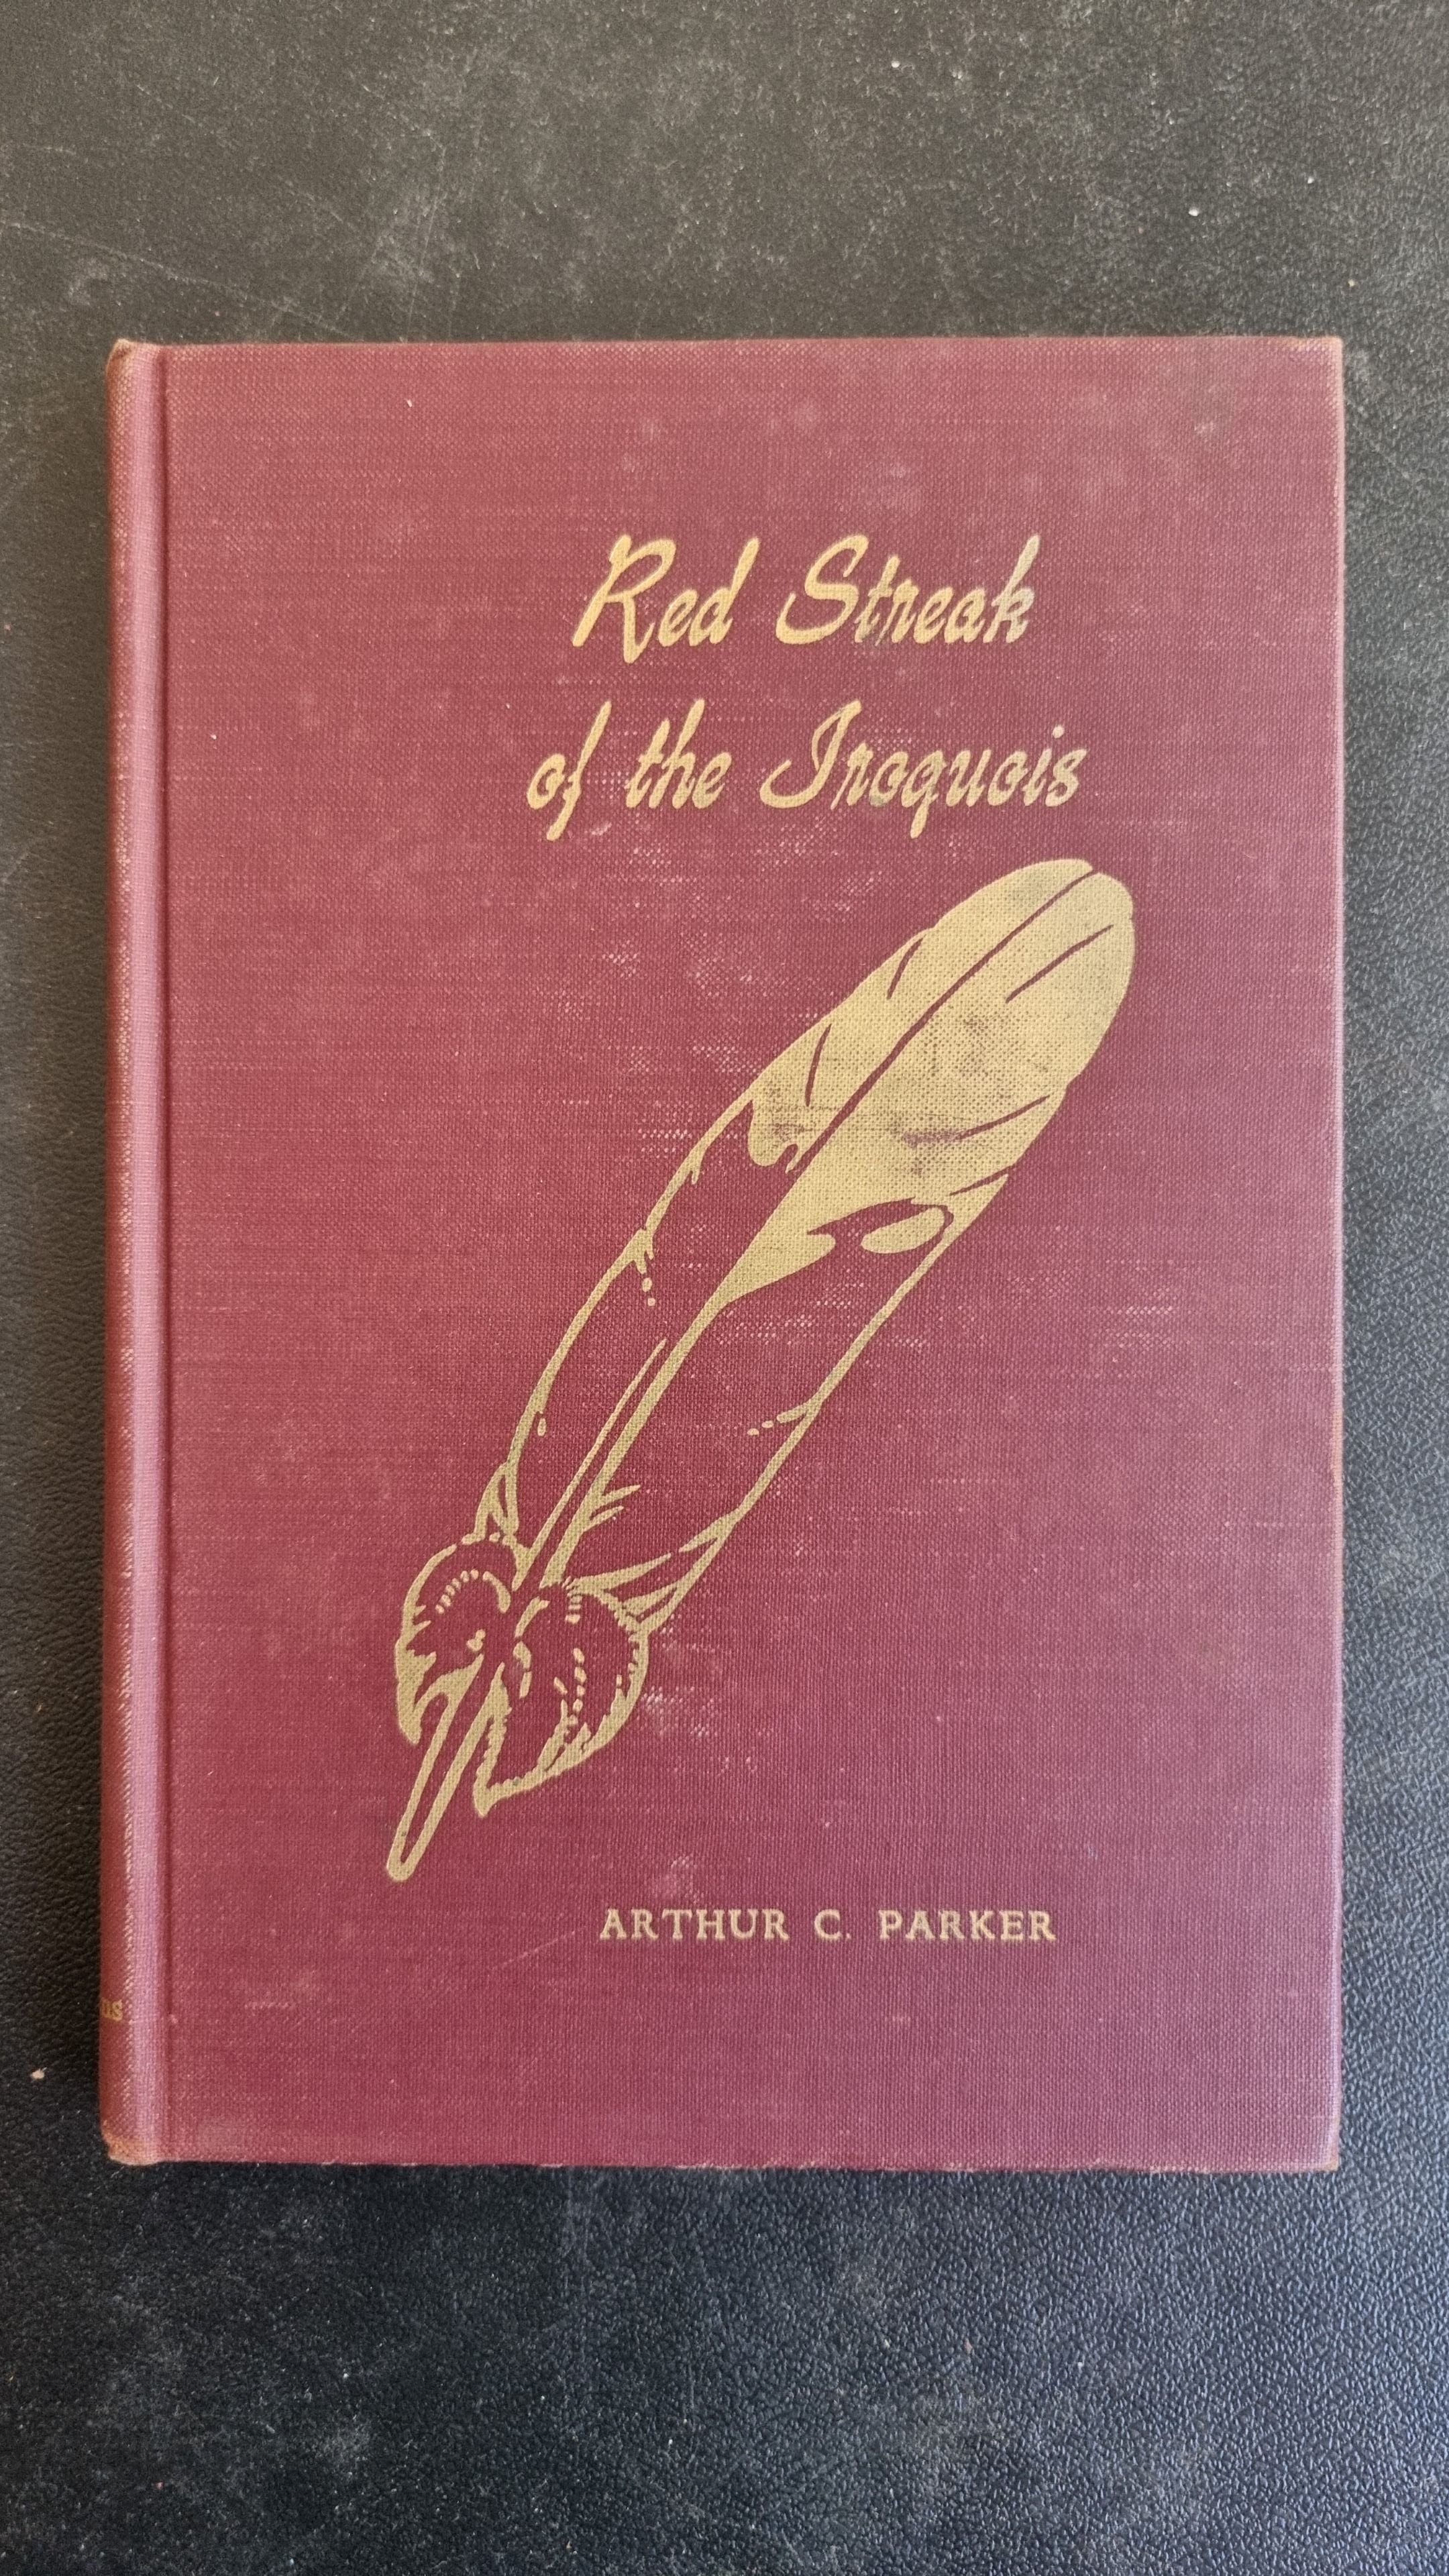 Red Streak
of the Iroquois
ARTHUR C. PARKER